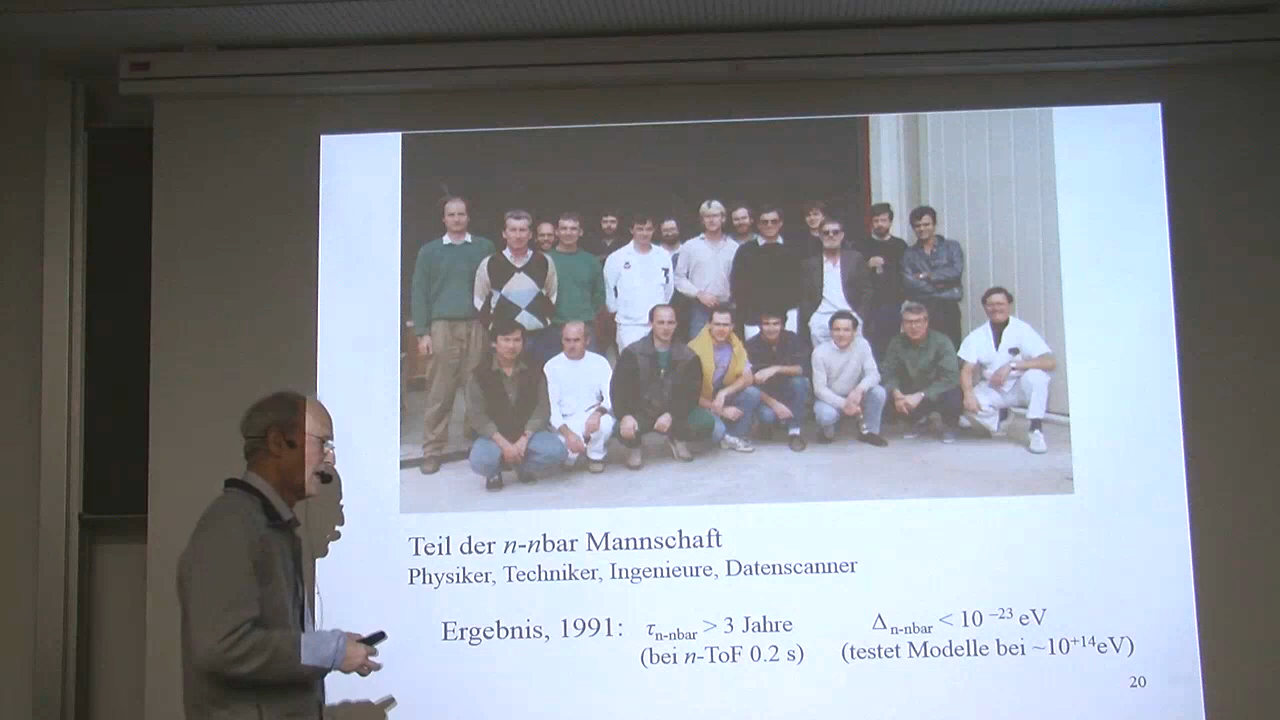 Teil der n-nbar Mannschaft
Physiker, Techniker, Ingenieure, Datenscanner
Ergebnis, 1991: τn-nbar > 3 Jahre Δn-nbar < 10 −23 eV
(bei n-ToF 0.2 s) (testet Modelle bei ~10+14eV)
20